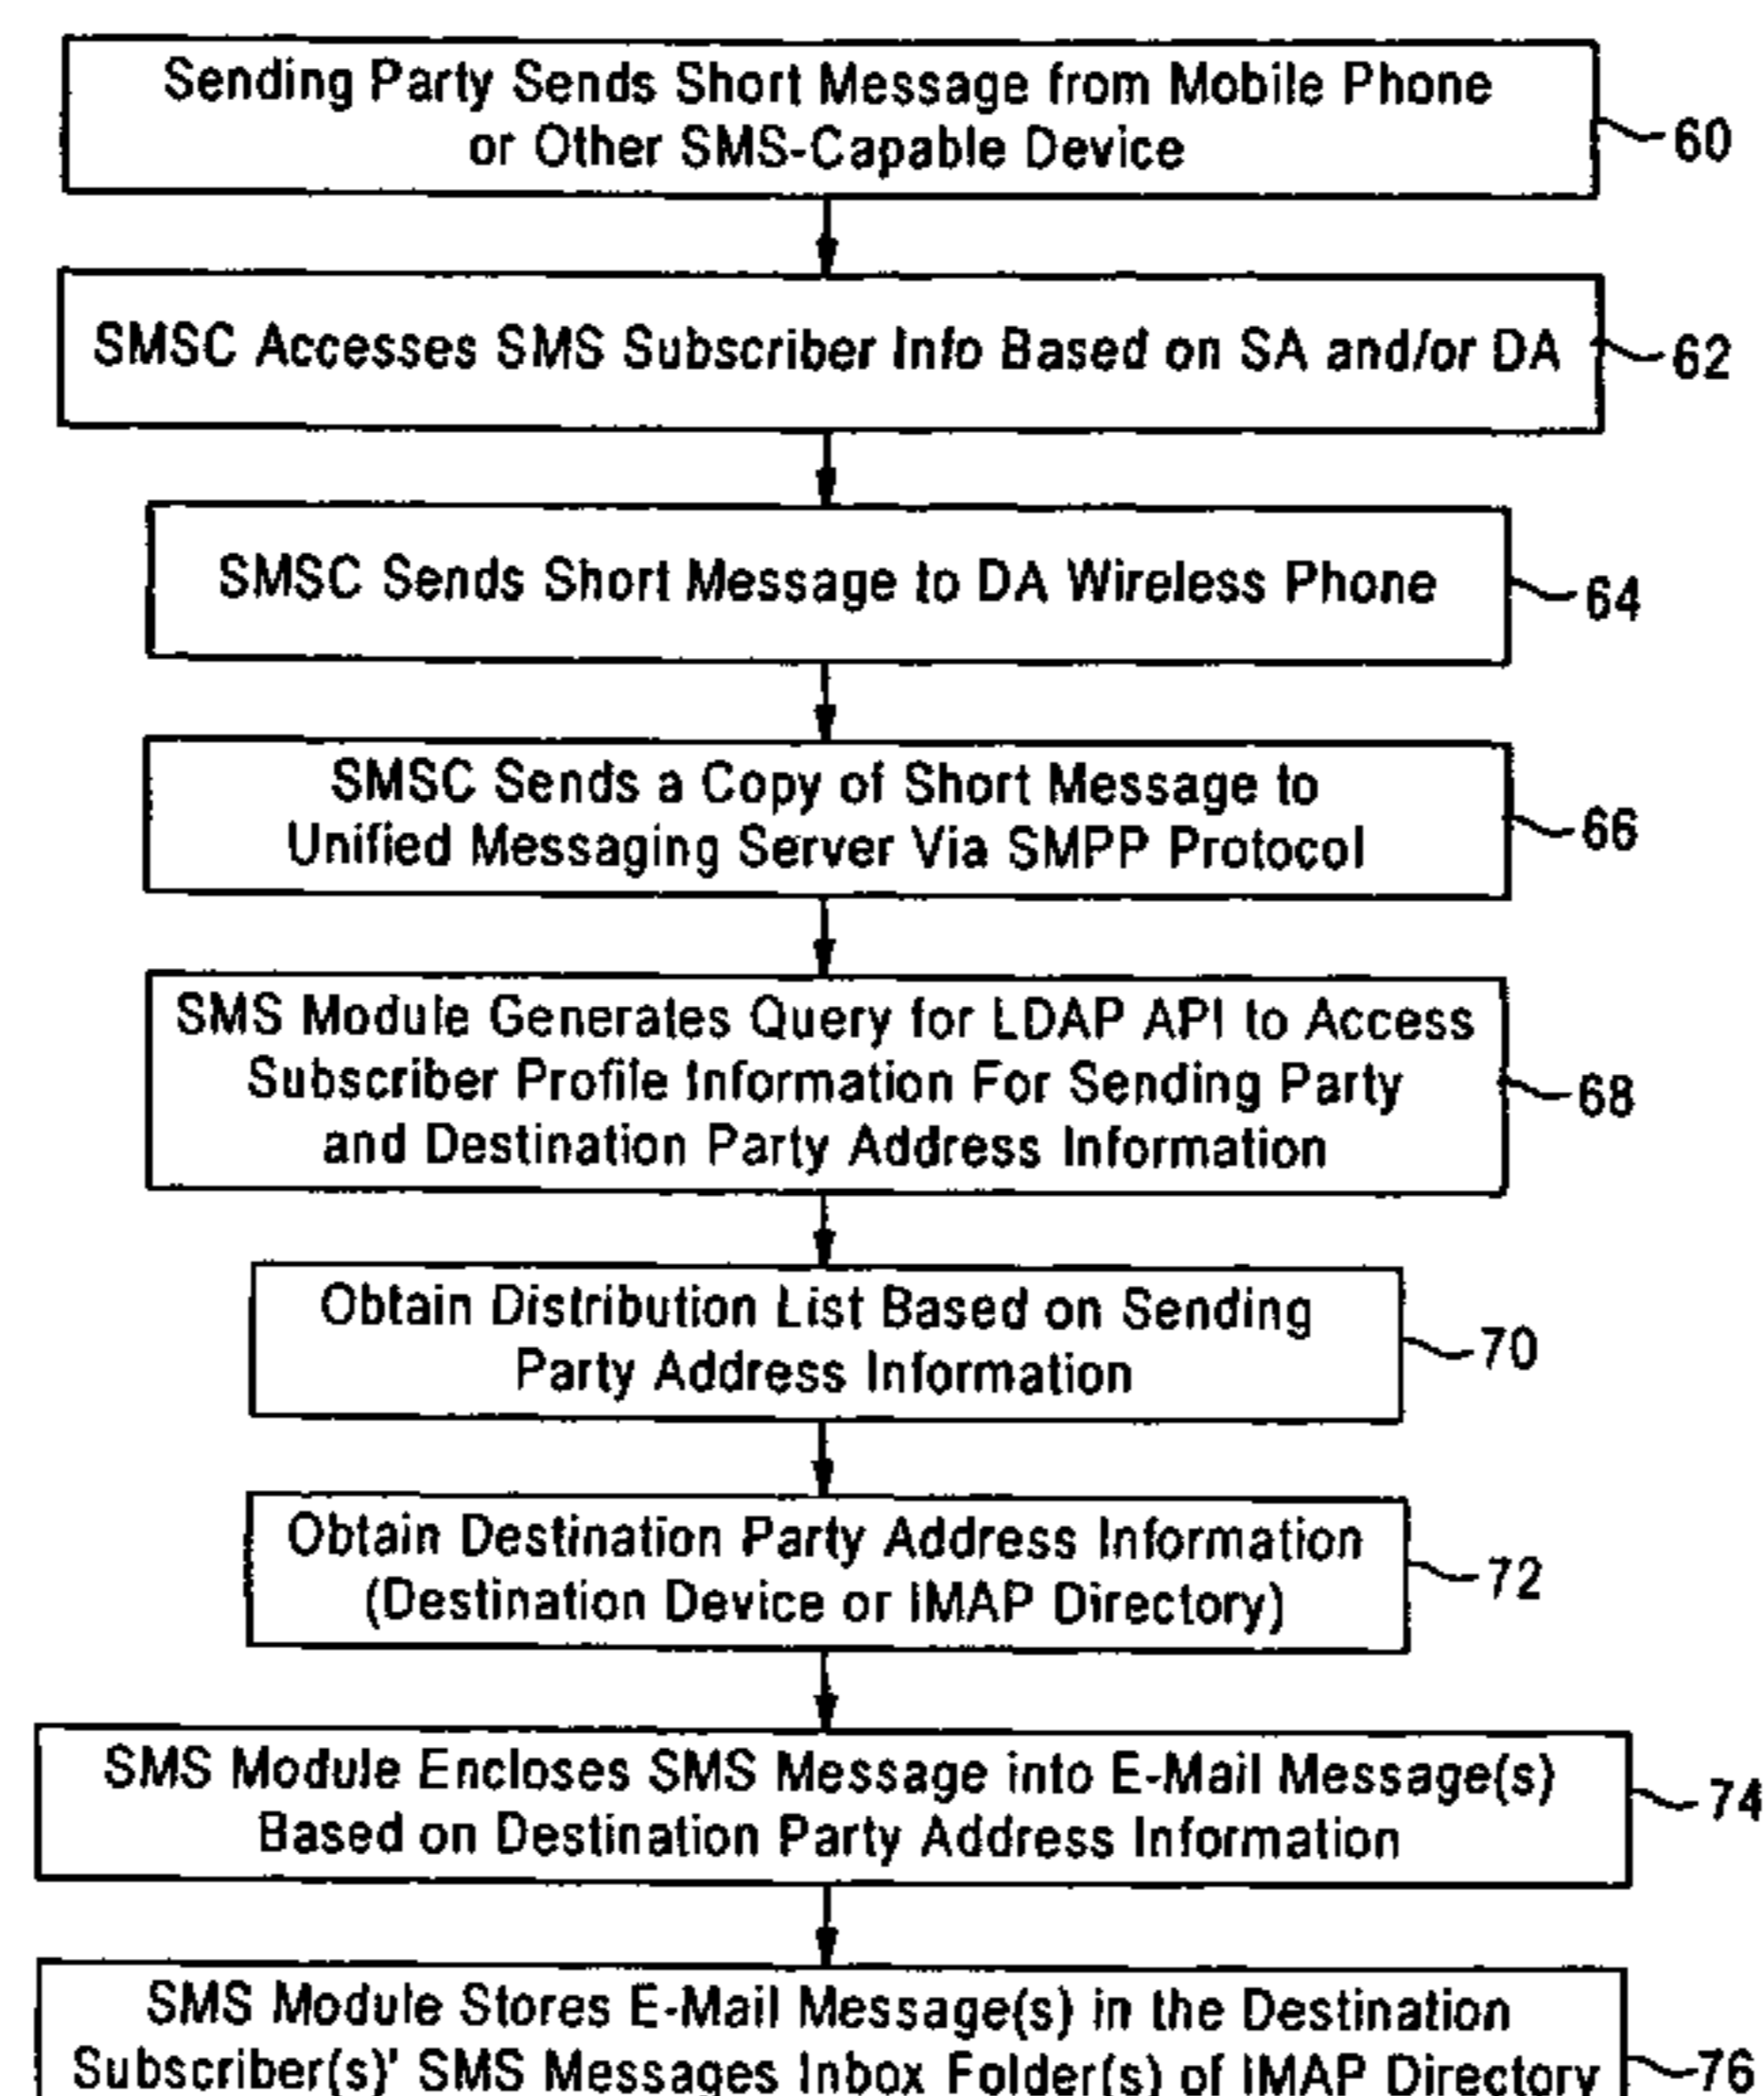 Sending Party Sends Short Message from Mobile Phone
or Other SMS-Capable Device
60
SMSC Accesses SMS Subscriber Info Based on SA and/or DA
62
SMSC Sends Short Message to DA Wireless Phone
64
SMSC Sends a Copy of Short Message to
Unified Messaging Server Via SMPP Protocol
66
SMS Module Generates Query for LDAP API to Access
Subscriber Profile Information For Sending Party
and Destination Party Address Information
68
Obtain Distribution List Based on Sending
Party Address Information
70
Obtain Destination Party Address Information
(Destination Device or IMAP Directory)
72
SMS Module Encloses SMS Message into E-Mail Message(s)
Based on Destination Party Address Information
74
SMS Module Stores E-Mail Message(s) in the Destination
Subscriber(s)' SMS Messages Inbox Folder(s) of IMAP Directory
76